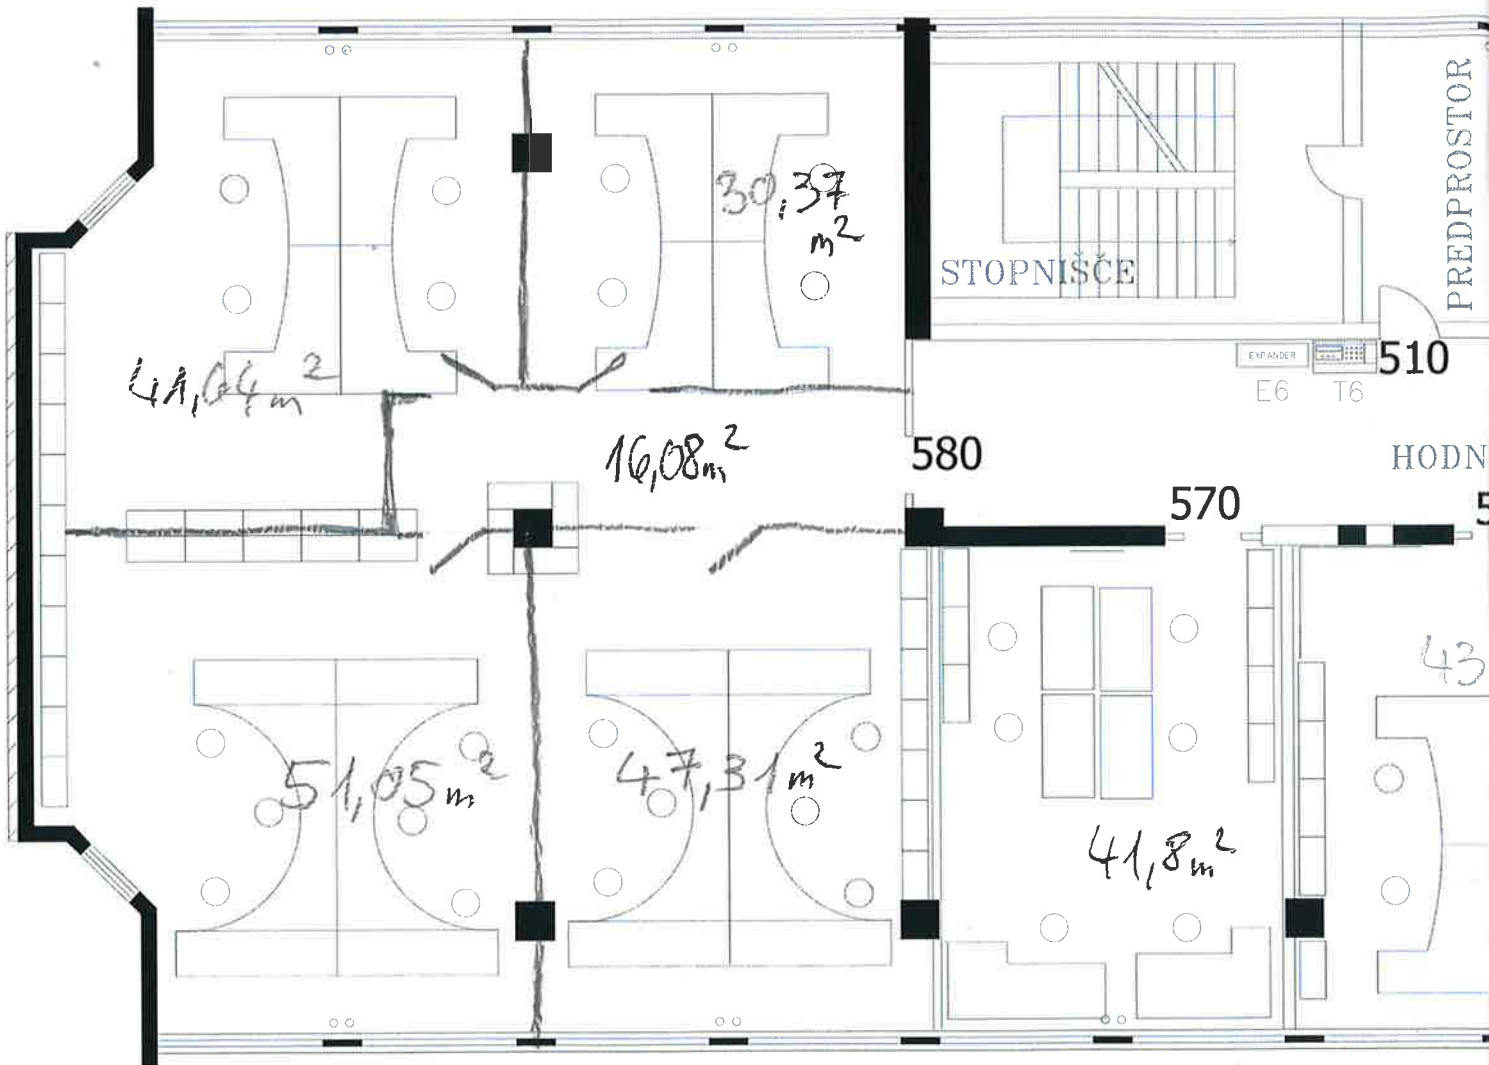 PREDPROSTOR
30,37
m²
STOPNIŠČE
EXPANDER
510
E6
T6
41,64 m²
16,08 m²
580
HODN
570
5
43
51,05 m²
47,31 m²
41,8 m²